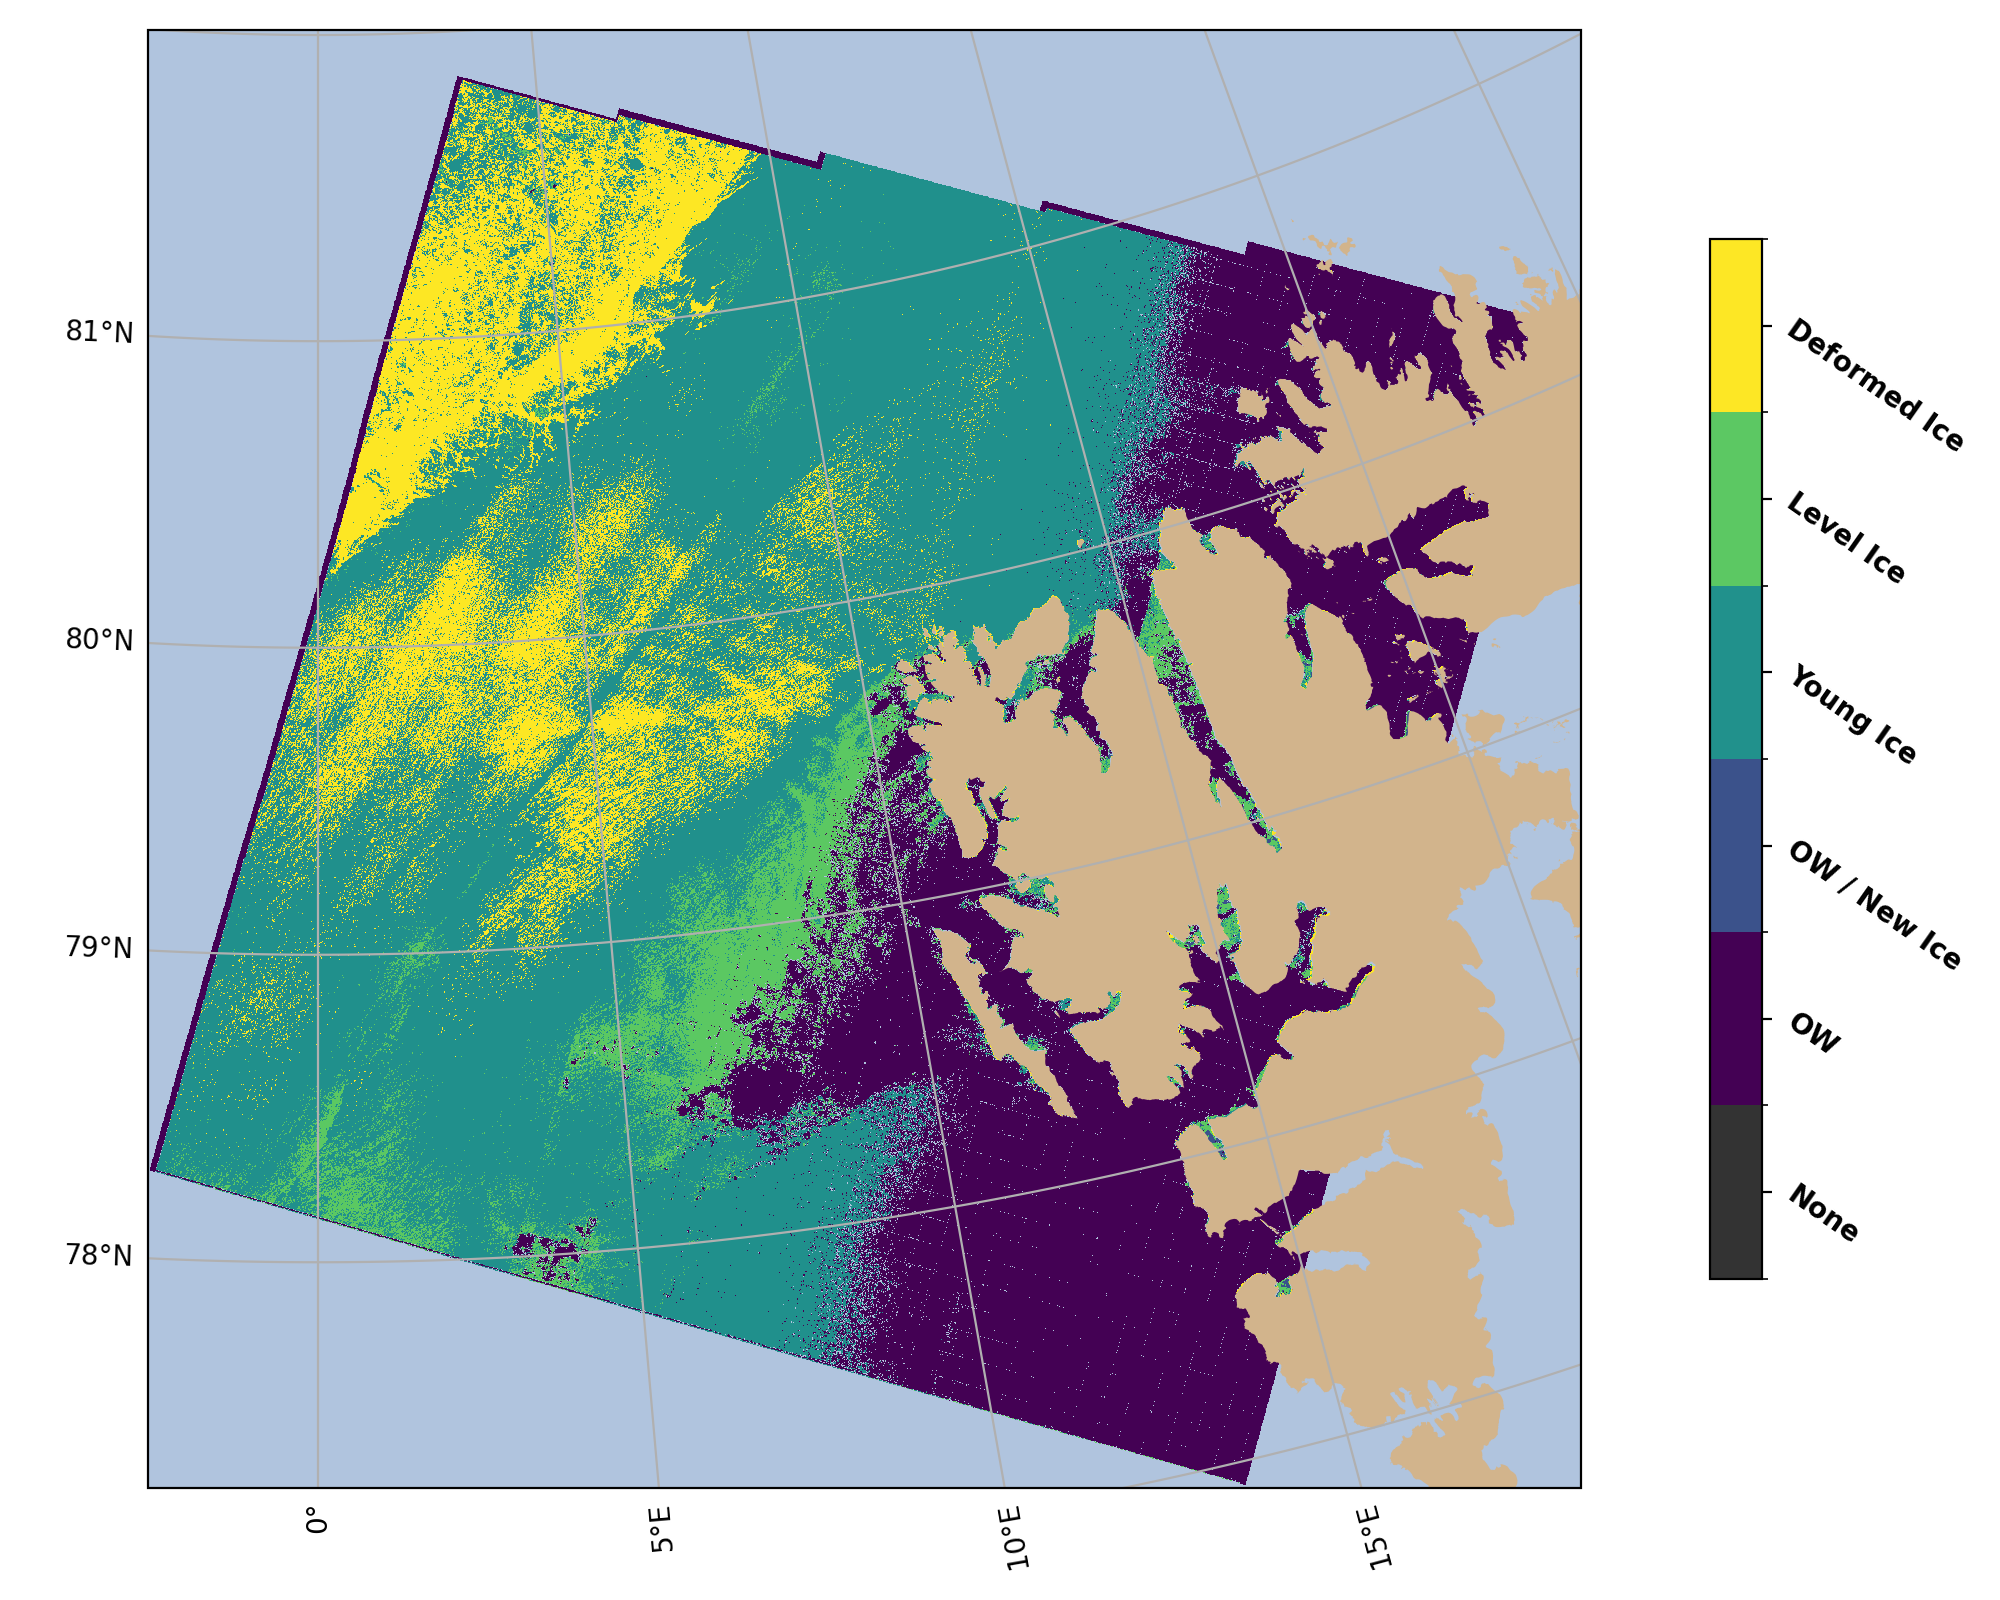 81°N
80°N
79°N
78°N
0°
5°E
10°E
15°E
Deformed Ice
Level Ice
Young Ice
OW / New Ice
OW
None